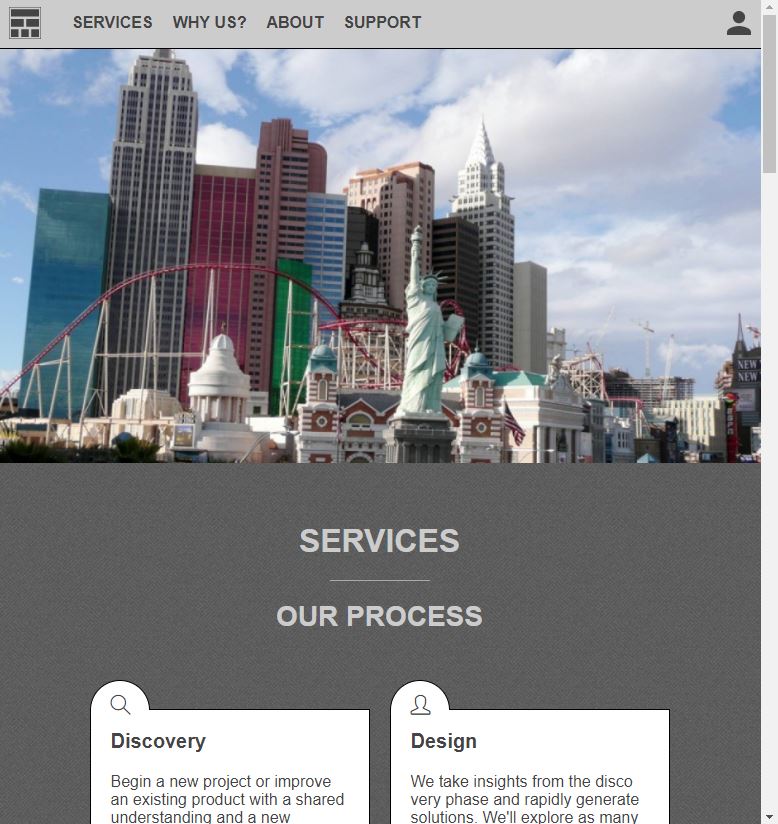 SERVICES WHY US? ABOUT SUPPORT
NEW
NEW
SERVICES
OUR PROCESS
Discovery
Begin a new project or improve
an existing product with a shared
understanding and a new
Design
We take insights from the disco
very phase and rapidly generate
solutions. We'll explore as many